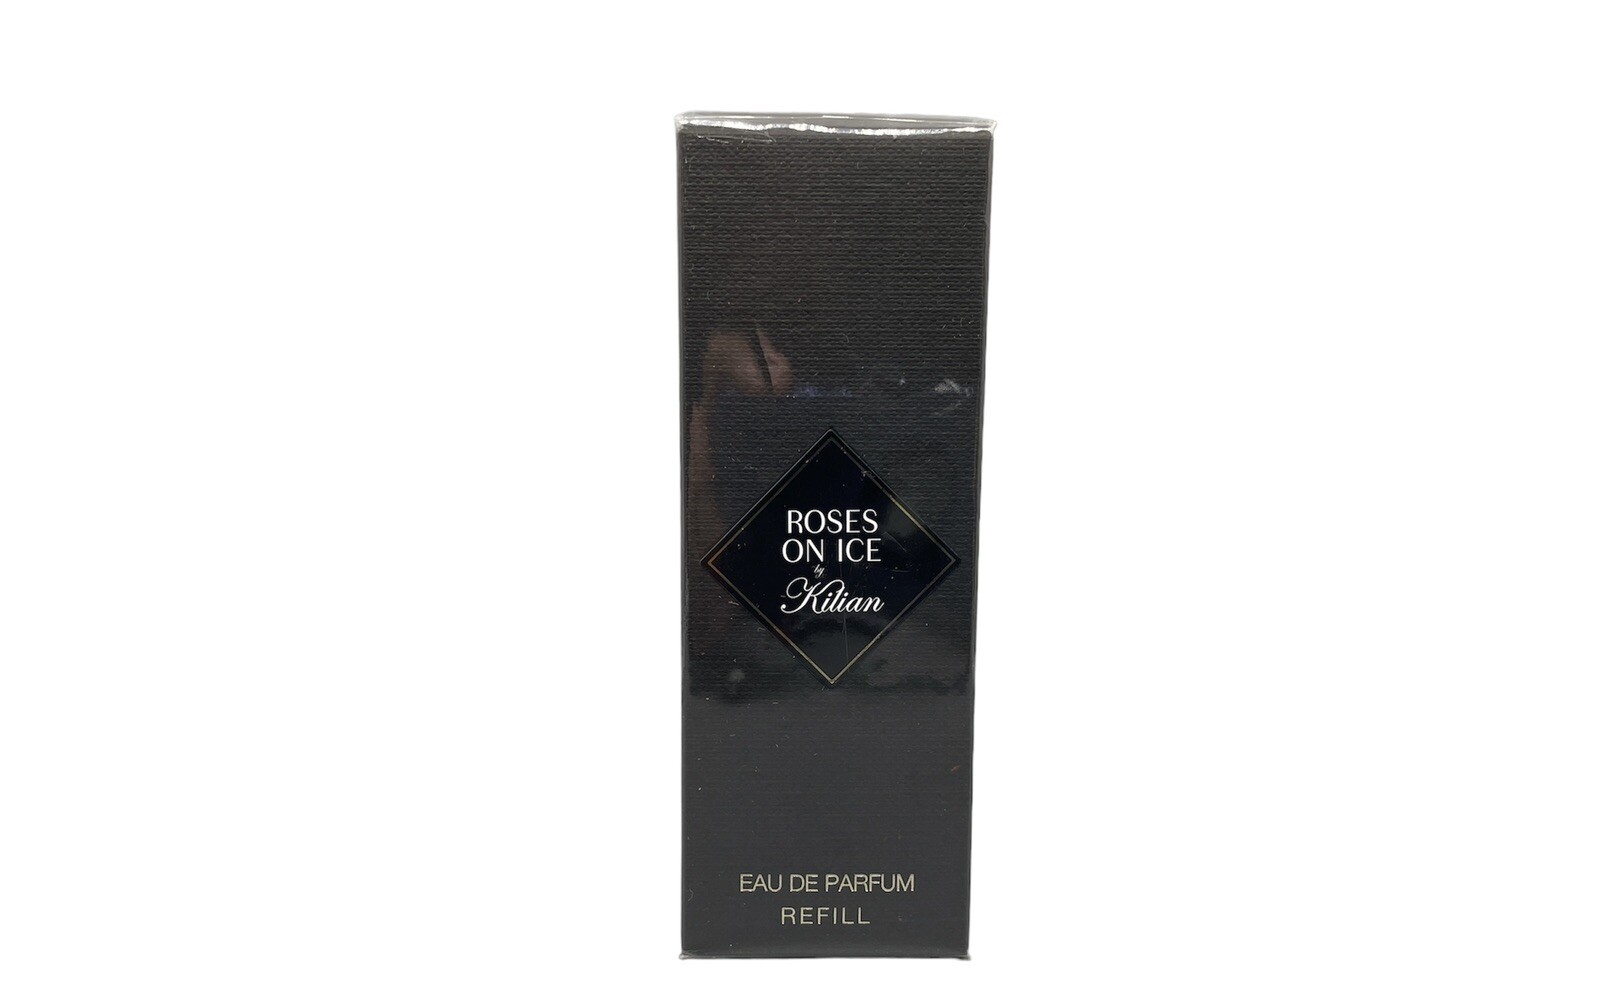 ROSES
ON ICE
by
Kilian
EAU DE PARFUM
REFILL